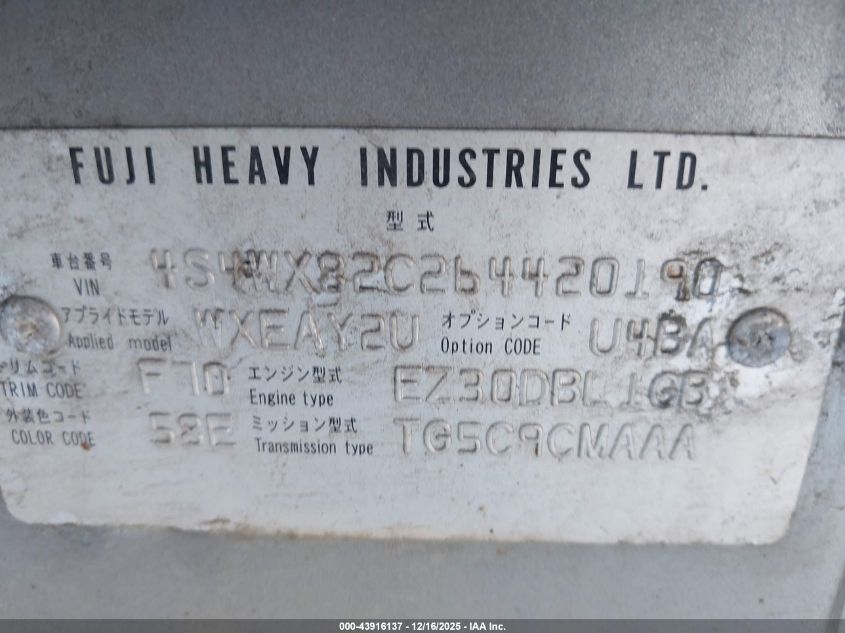 FUJI HEAVY INDUSTRIES LTD.
型式
車台番号 VIN 4S4WX82C264420190
アプライドモデル Applied model WXEAY2U オプションコード Option CODE U4BA
トリムコード TRIM CODE F70 エンジン型式 Engine type EZ30DBL1GB
外装色コード COLOR CODE ミッション型式 Transmission type TG5C9CMAAA
000-43916137 - 12/16/2025 - IAA Inc.